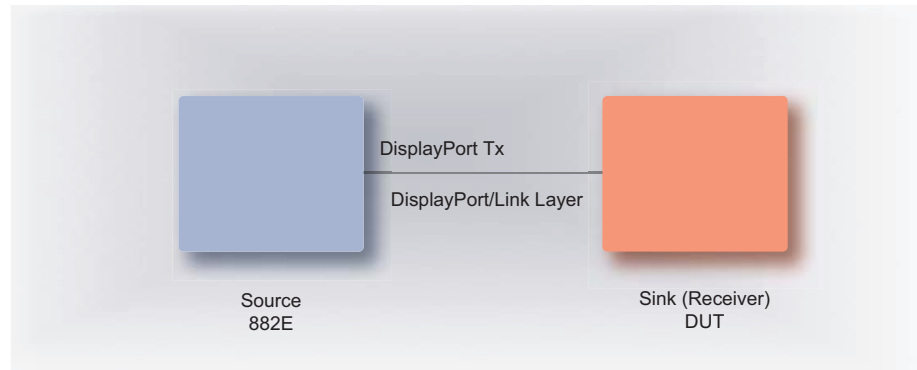 DisplayPort Tx
DisplayPort/Link Layer
Source
882E
Sink (Receiver)
DUT